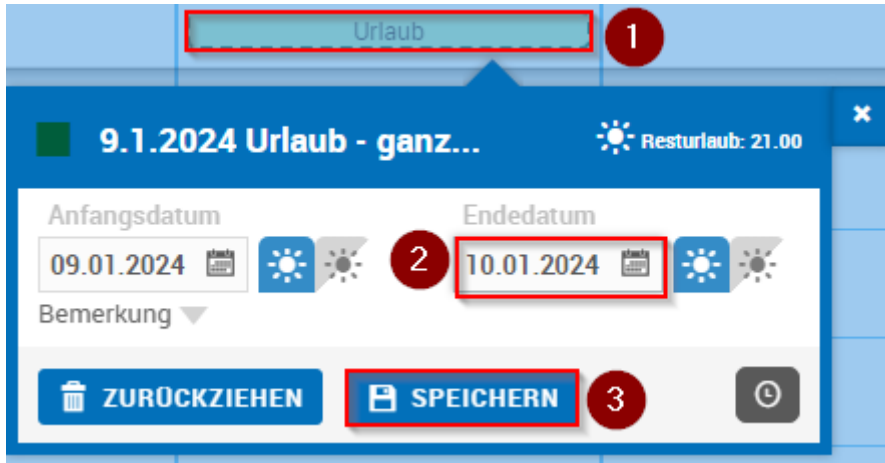 Urlaub
1
9.1.2024 Urlaub - ganz...
Resturlaub: 21.00
Anfangsdatum
Endedatum
09.01.2024
2
10.01.2024
Bemerkung
ZURÜCKZIEHEN
SPEICHERN
3